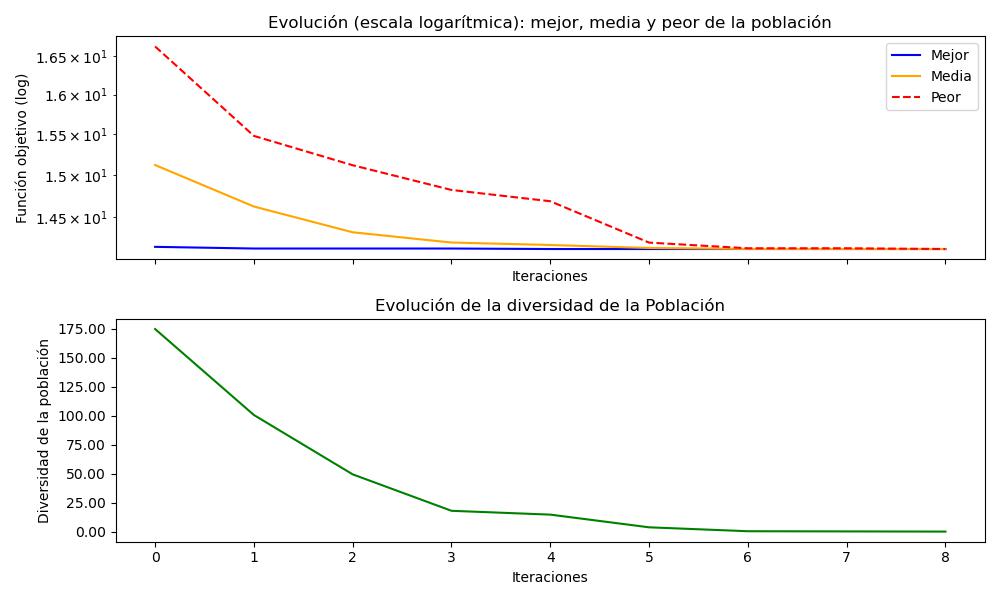 Evolución (escala logarítmica): mejor, media y peor de la población
Función objetivo (log)
1.65 × 10¹
1.6 × 10¹
1.55 × 10¹
1.5 × 10¹
1.45 × 10¹
Mejor
Media
Peor
Iteraciones
Evolución de la diversidad de la Población
Diversidad de la población
175.00
150.00
125.00
100.00
75.00
50.00
25.00
0.00
0 1 2 3 4 5 6 7 8
Iteraciones